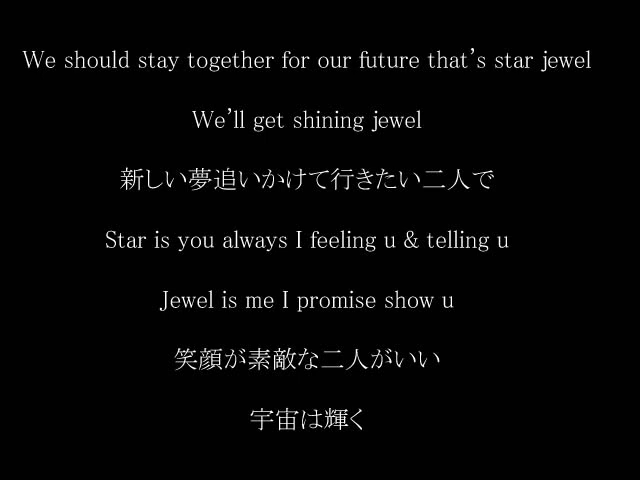 We should stay together for our future that’s star jewel
We’ll get shining jewel
新しい夢追いかけて行きたい二人で
Star is you always I feeling u & telling u
Jewel is me I promise show u
笑顔が素敵な二人がいい
宇宙は輝く